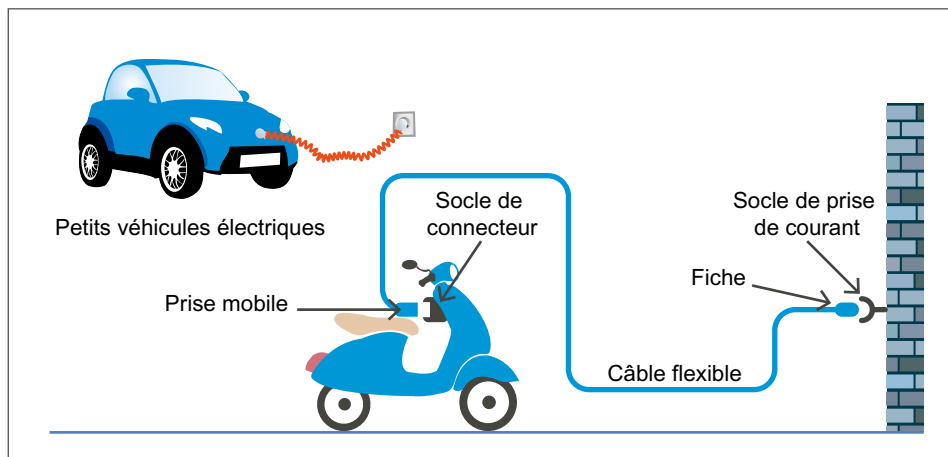 Petits véhicules électriques
Socle de
connecteur
Socle de prise
de courant
Fiche
Prise mobile
Câble flexible